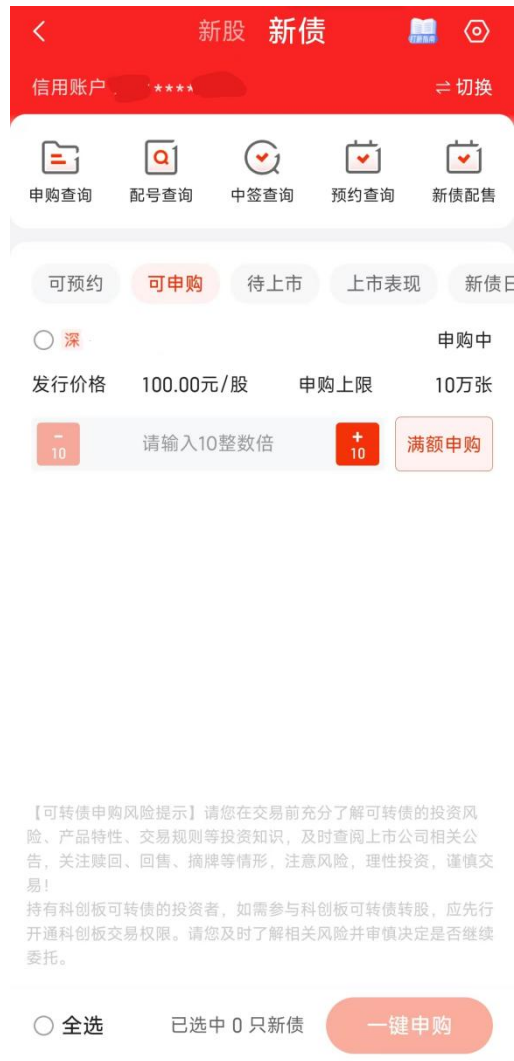 新股 新债
打新指南
信用账户 **** 切换
申购查询 配号查询 中签查询 预约查询 新债配售
可预约 可申购 待上市 上市表现 新债日
深 申购中
发行价格 100.00元/股 申购上限 10万张
- 10 请输入10整数倍 + 10 满额申购
【可转债申购风险提示】请您在交易前充分了解可转债的投资风
险、产品特性、交易规则等投资知识，及时查阅上市公司相关公
告，关注赎回、回售、摘牌等情形，注意风险，理性投资，谨慎交
易！
持有科创板可转债的投资者，如需参与科创板可转债转股，应先行
开通科创板交易权限。请您及时了解相关风险并审慎决定是否继续
委托。
全选 已选中 0 只新债 一键申购